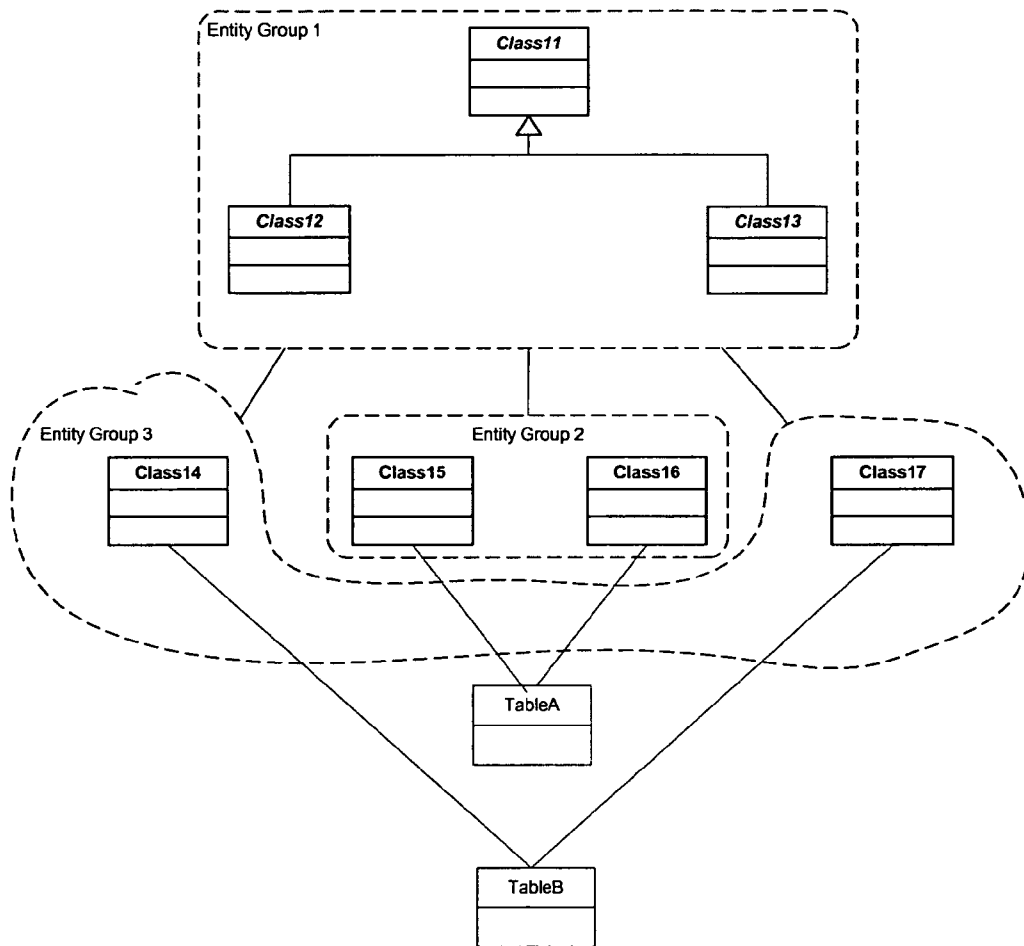 Entity Group 1
Class11
Class12
Class13
Entity Group 3
Entity Group 2
Class14
Class15
Class16
Class17
TableA
TableB